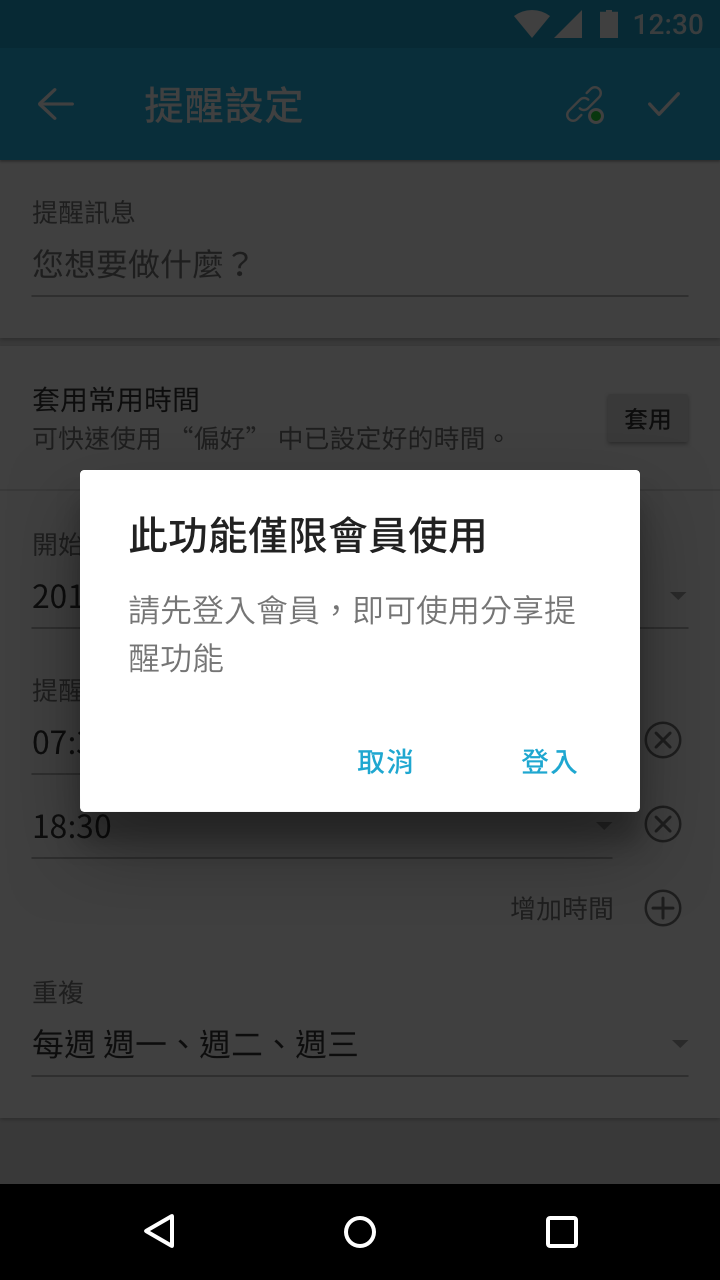 12:30
提醒設定
提醒訊息
您想要做什麼？
套用常用時間
可快速使用 “偏好” 中已設定好的時間。
套用
此功能僅限會員使用
請先登入會員，即可使用分享提
醒功能
取消
登入
開始
201
提醒
07:
18:30
增加時間
重複
每週 週一、週二、週三